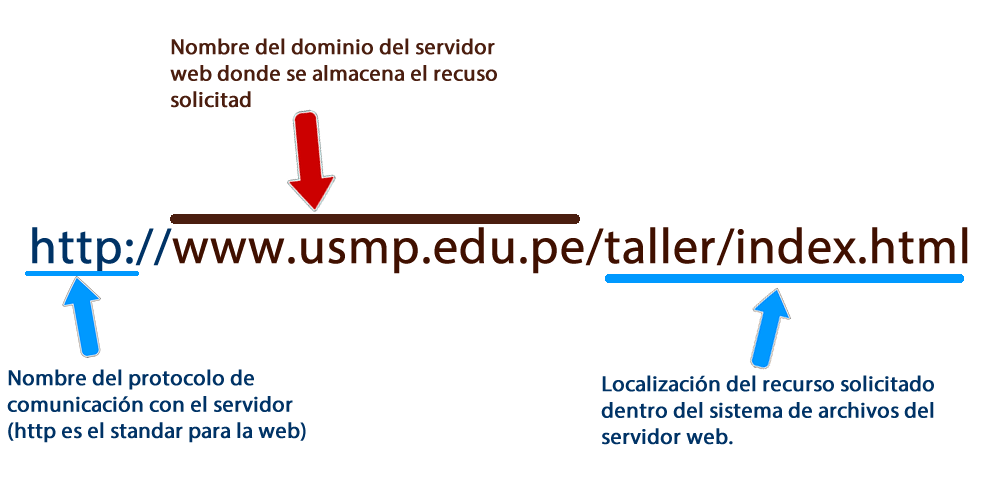 Nombre del dominio del servidor
web donde se almacena el recuso
solicitad
http://www.usmp.edu.pe/taller/index.html
Nombre del protocolo de
comunicación con el servidor
(http es el standar para la web)
Localización del recurso solicitado
dentro del sistema de archivos del
servidor web.